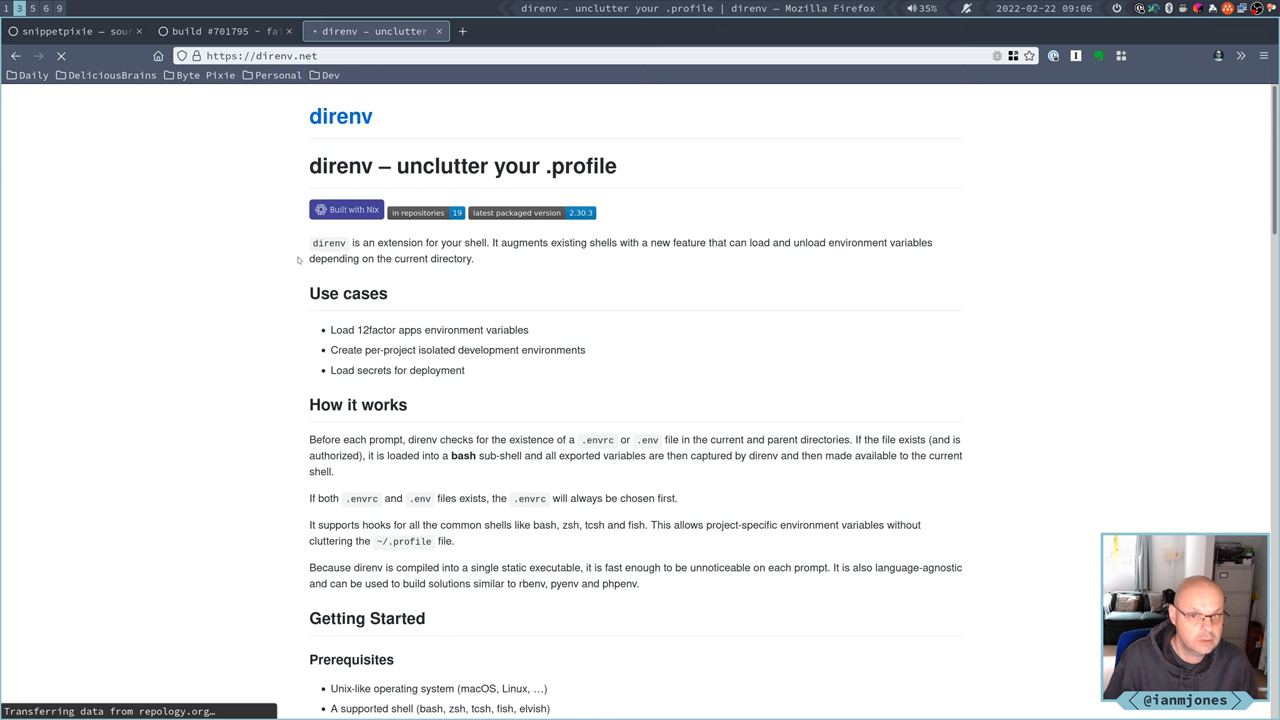 1 3 5 6 9
direnv – unclutter your .profile | direnv — Mozilla Firefox
35%
2022-02-22 09:06
snippetpixie — sour
build #701795 - fai
direnv – unclutter
https://direnv.net
Daily DeliciousBrains Byte Pixie Personal Dev
direnv
direnv – unclutter your .profile
Built with Nix in repositories 19 latest packaged version 2.30.3
direnv is an extension for your shell. It augments existing shells with a new feature that can load and unload environment variables
depending on the current directory.
Use cases
Load 12factor apps environment variables
Create per-project isolated development environments
Load secrets for deployment
How it works
Before each prompt, direnv checks for the existence of a .envrc or .env file in the current and parent directories. If the file exists (and is
authorized), it is loaded into a bash sub-shell and all exported variables are then captured by direnv and then made available to the current
shell.
If both .envrc and .env files exists, the .envrc will always be chosen first.
It supports hooks for all the common shells like bash, zsh, tcsh and fish. This allows project-specific environment variables without
cluttering the ~/.profile file.
Because direnv is compiled into a single static executable, it is fast enough to be unnoticeable on each prompt. It is also language-agnostic
and can be used to build solutions similar to rbenv, pyenv and phpenv.
Getting Started
Prerequisites
Unix-like operating system (macOS, Linux, …)
A supported shell (bash, zsh, tcsh, fish, elvish)
Transferring data from repology.org…
@ianmjones